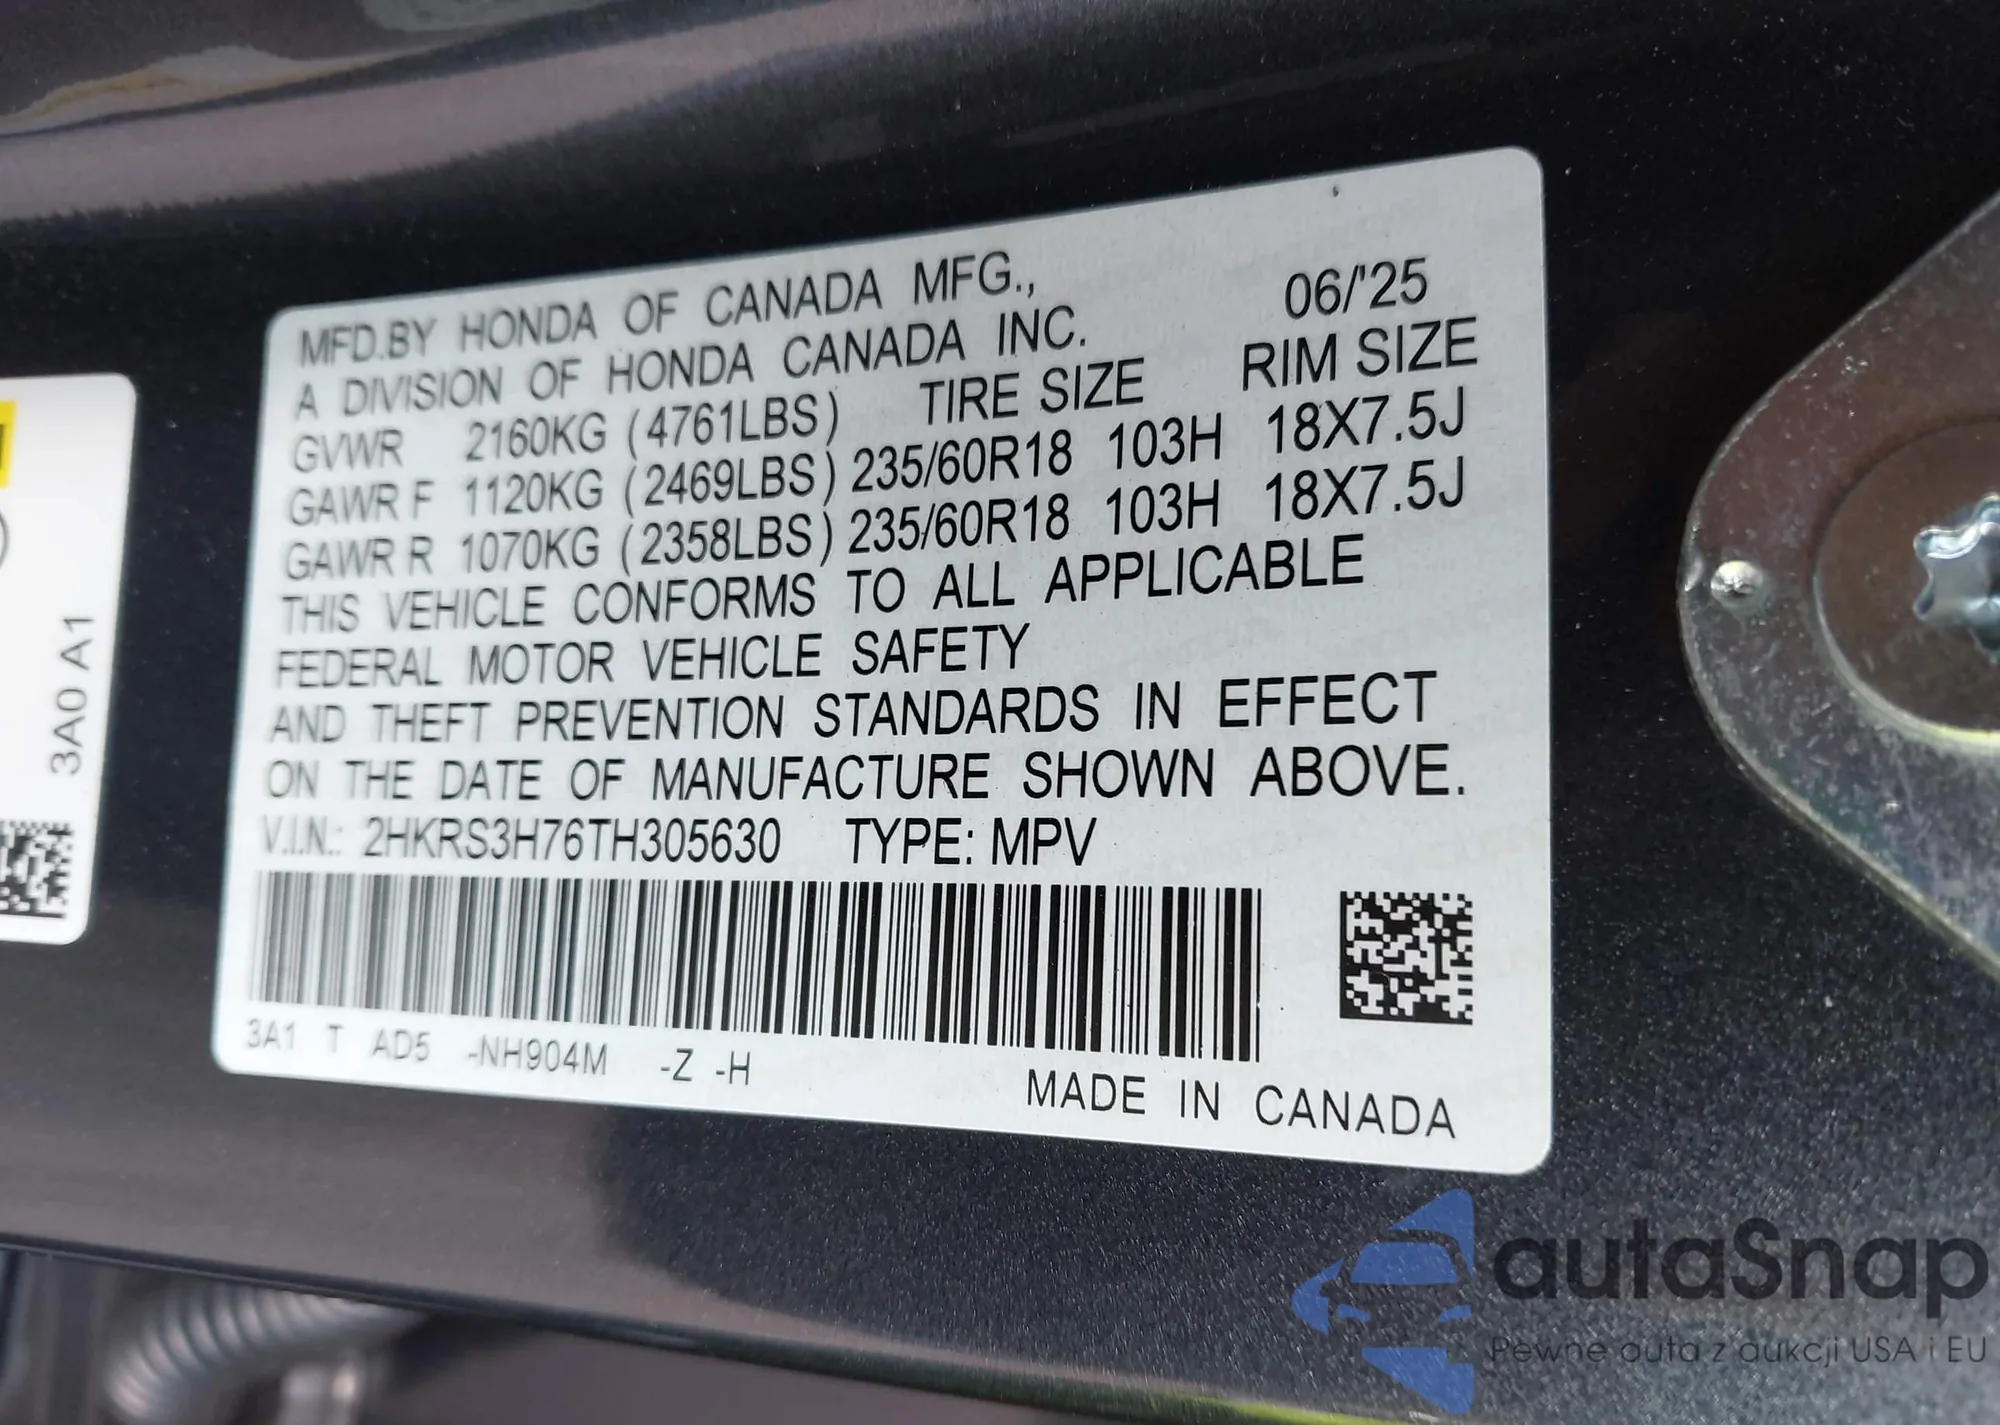 MFD.BY HONDA OF CANADA MFG., 06/'25
A DIVISION OF HONDA CANADA INC.
TIRE SIZE RIM SIZE
GVWR 2160KG (4761LBS)
GAWR F 1120KG (2469LBS) 235/60R18 103H 18X7.5J
GAWR R 1070KG (2358LBS) 235/60R18 103H 18X7.5J
THIS VEHICLE CONFORMS TO ALL APPLICABLE
FEDERAL MOTOR VEHICLE SAFETY
AND THEFT PREVENTION STANDARDS IN EFFECT
ON THE DATE OF MANUFACTURE SHOWN ABOVE.
V.I.N.: 2HKRS3H76TH305630 TYPE: MPV
3A1 T AD5 -NH904M -Z -H
MADE IN CANADA
3A0 A1
autaSnap
Pewne auta z aukcji USA i EU